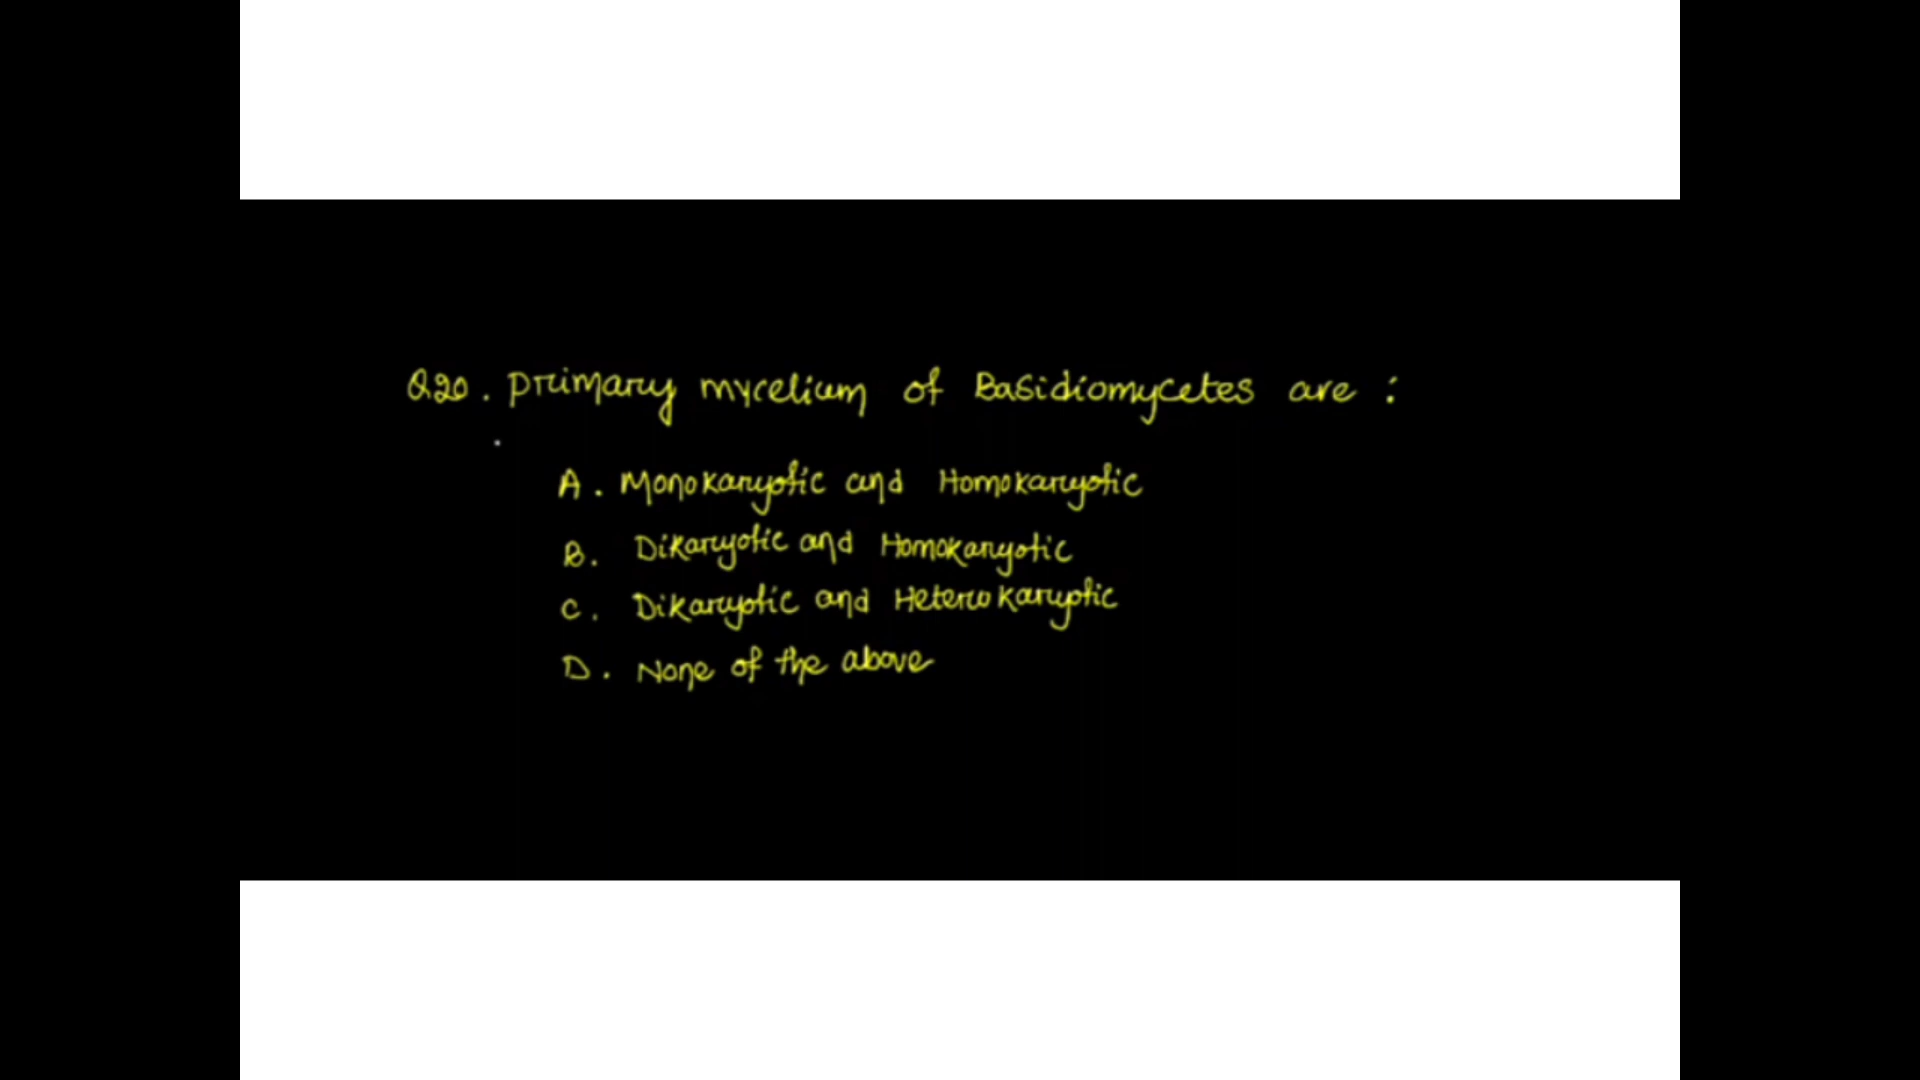 Q20. Primary mycelium of Basidiomycetes are :
A. Monokaryotic and Homokaryotic
B. Dikaryotic and Homokaryotic
C. Dikaryotic and Heterokaryotic
D. None of the above